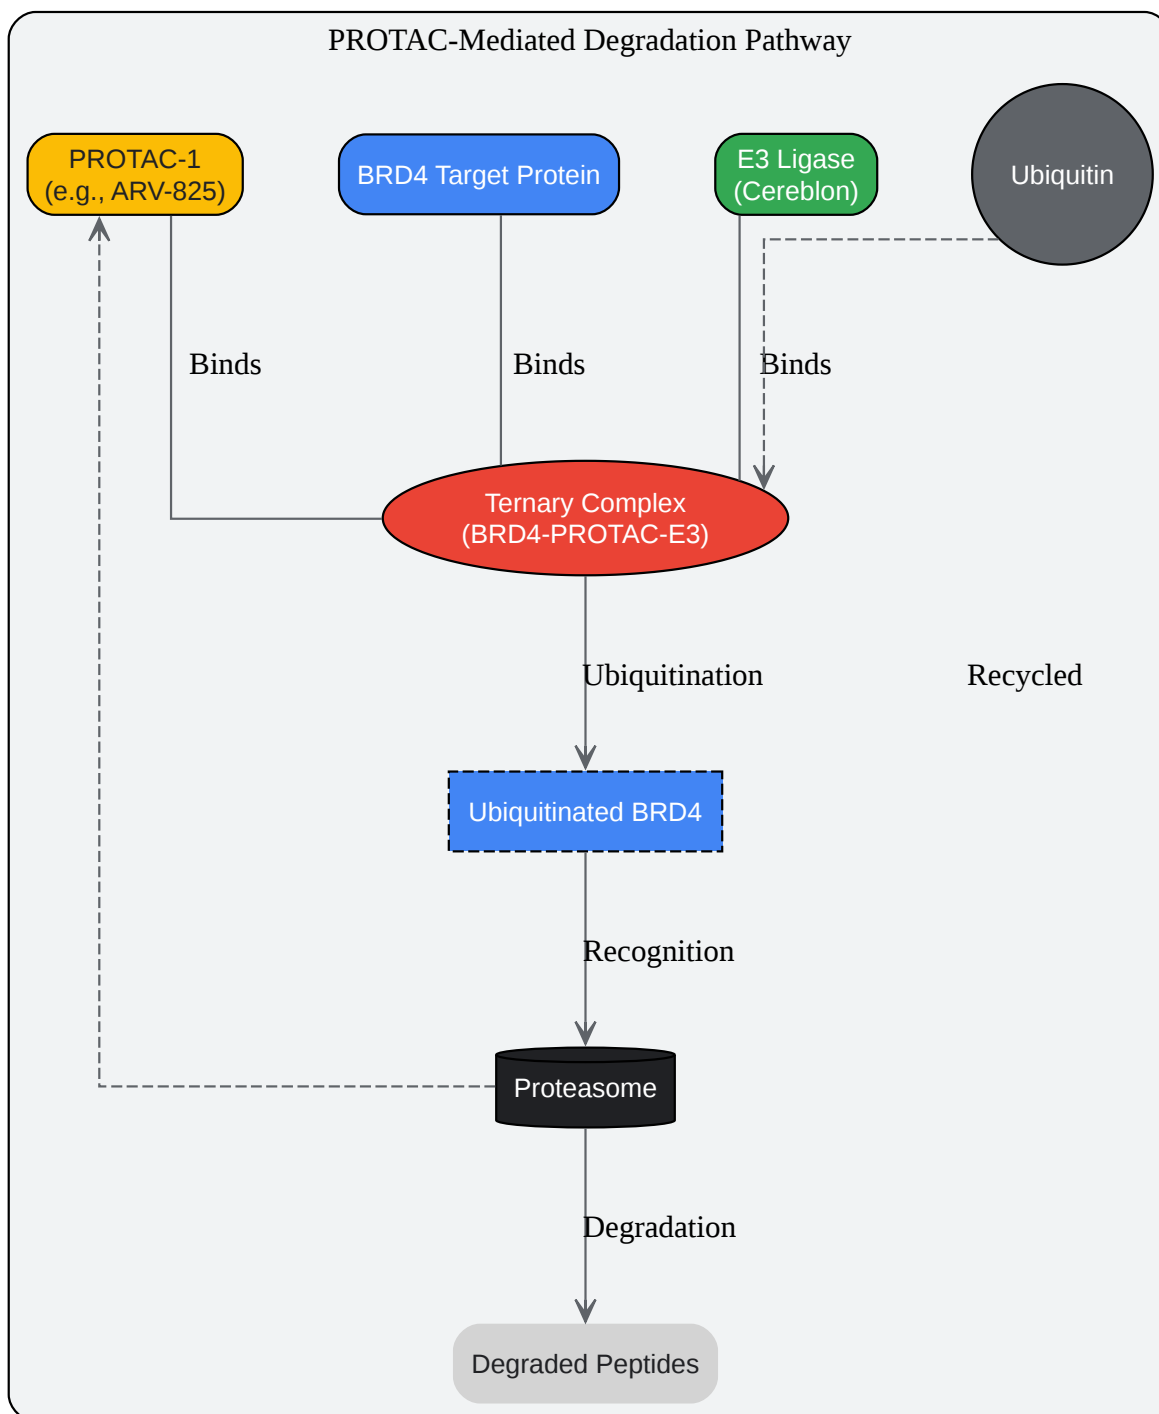 PROTAC-Mediated Degradation Pathway
PROTAC-1
(e.g., ARV-825)
BRD4 Target Protein
E3 Ligase
(Cereblon)
Ubiquitin
Binds
Binds
Binds
Ternary Complex
(BRD4-PROTAC-E3)
Ubiquitination
Recycled
Ubiquitinated BRD4
Recognition
Proteasome
Degradation
Degraded Peptides